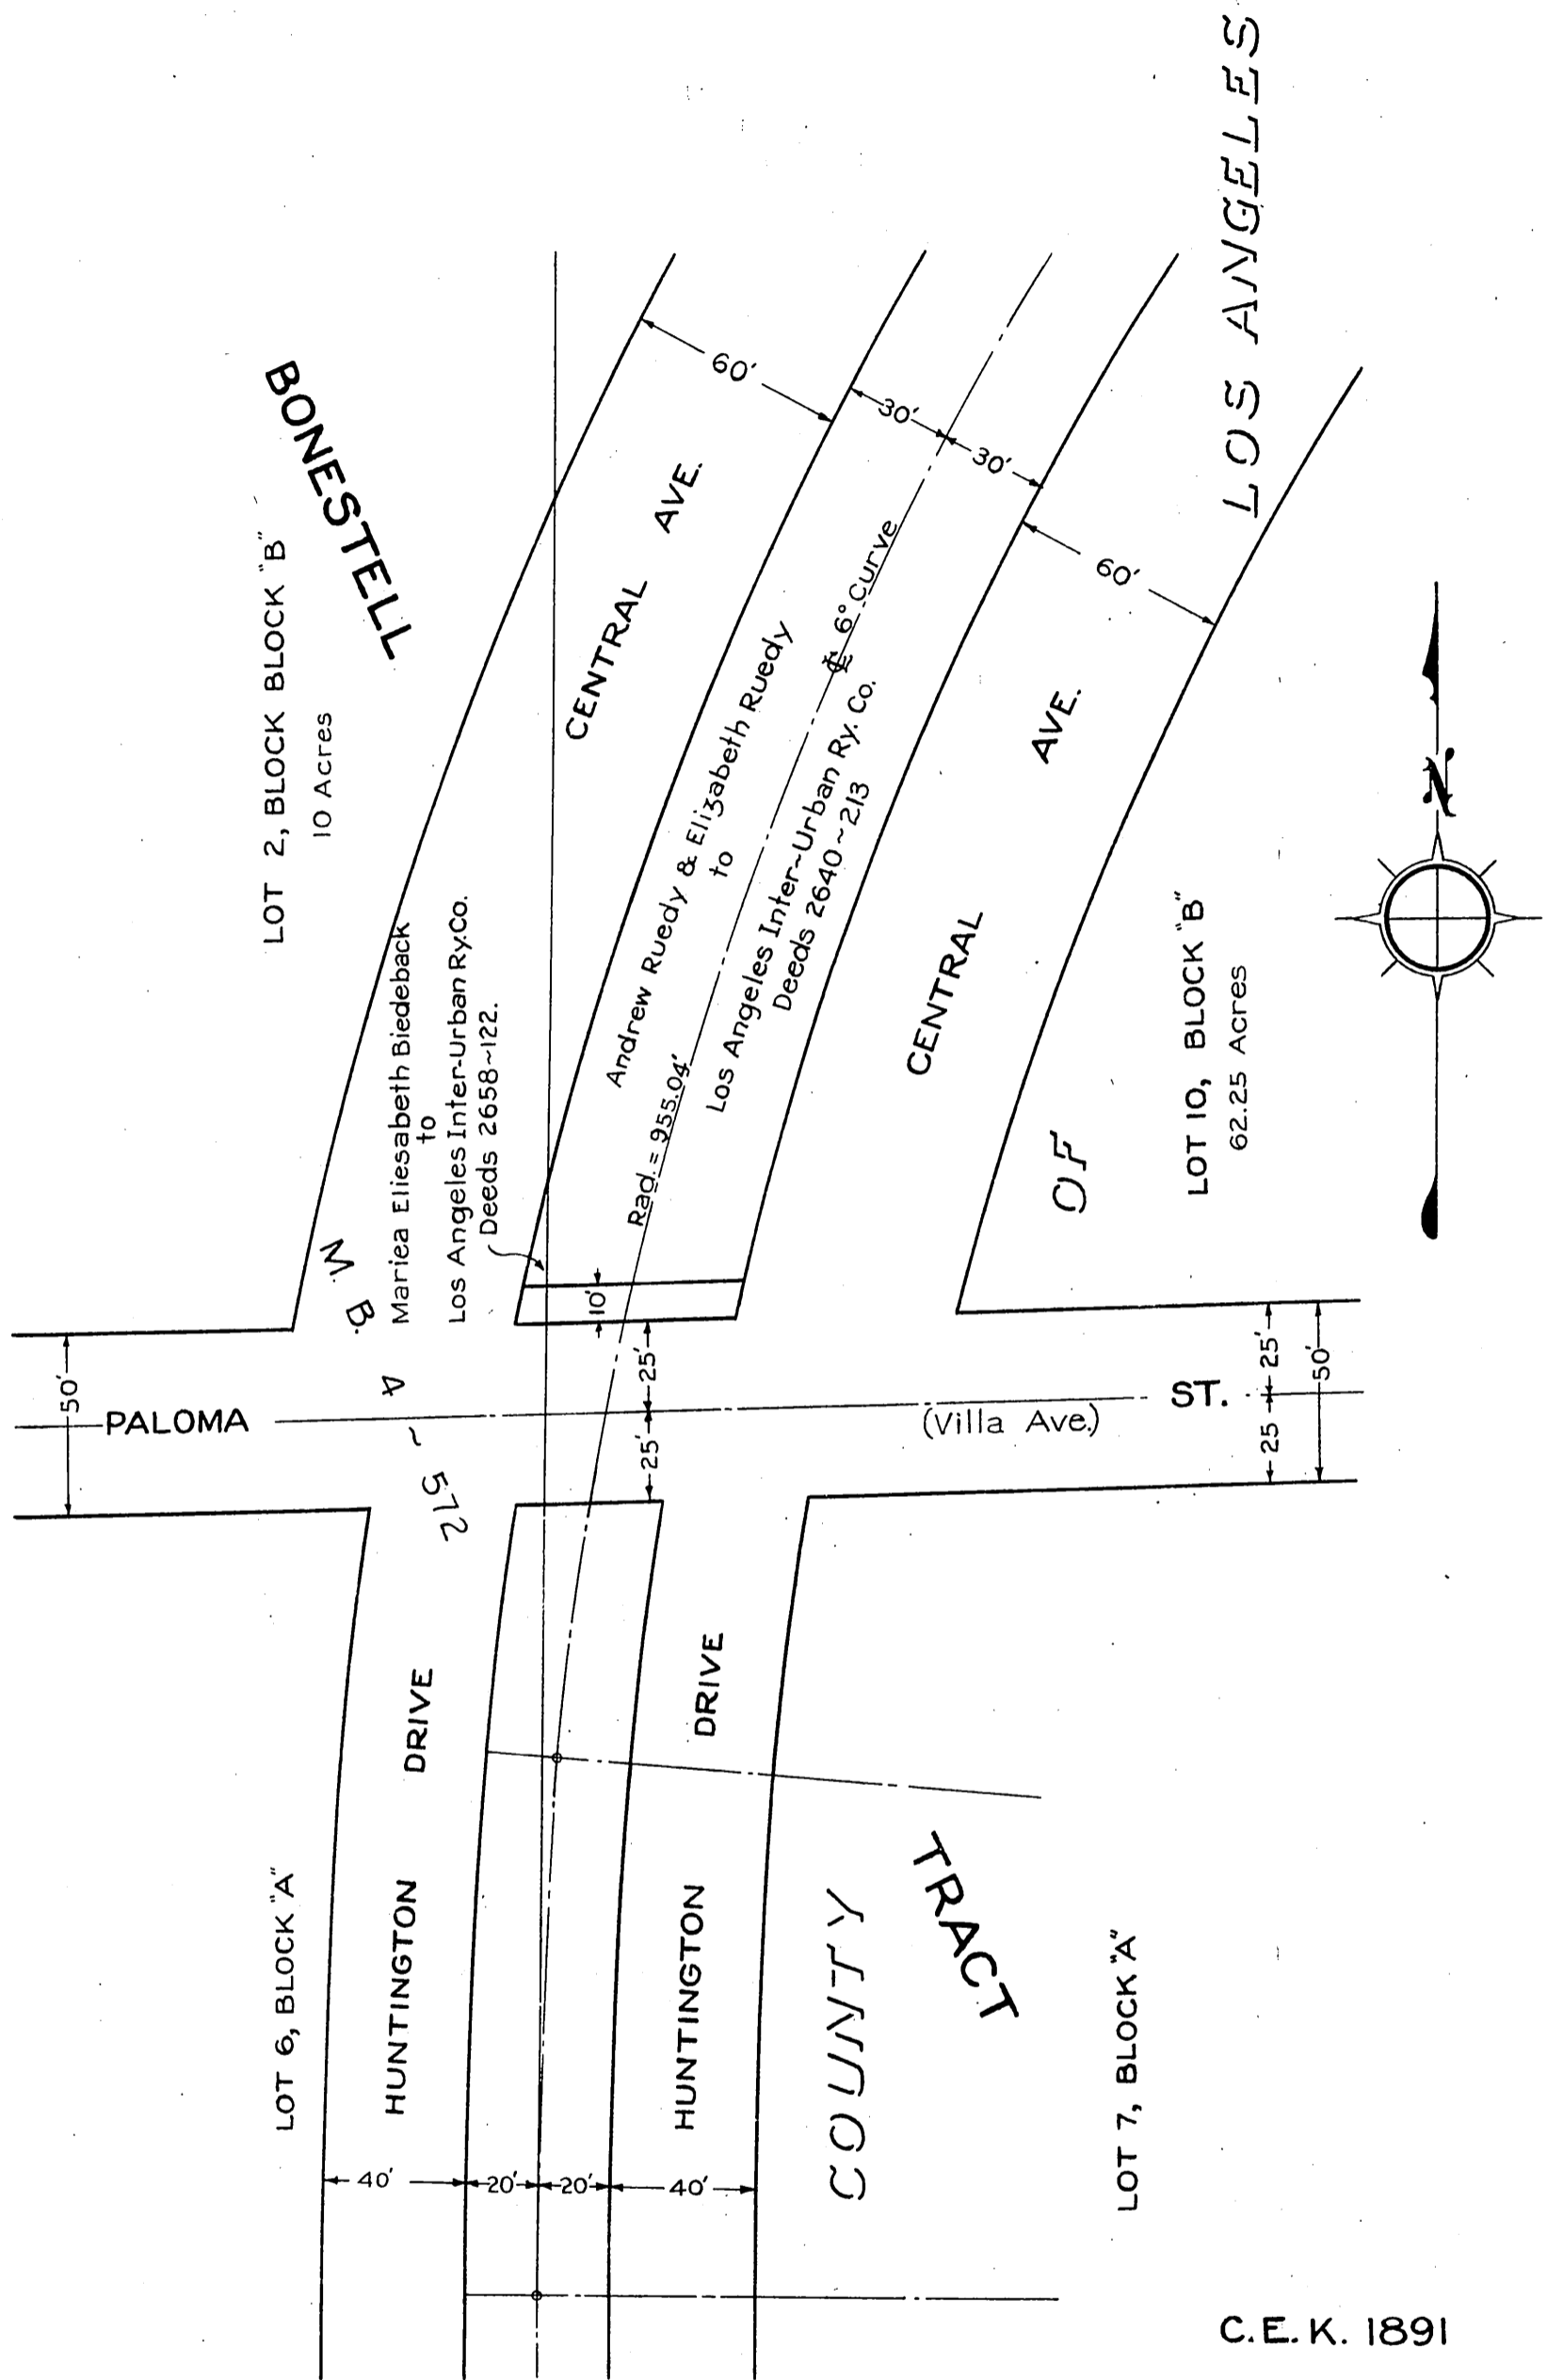 BONESTELL
LOT 2, BLOCK BLOCK "B"
10 Acres
CENTRAL AVE.
60'
30'
30'
60'
LOS ANGELES
Mariea Eliesabeth Biedeback
to
Los Angeles Inter-Urban Ry.Co.
Deeds 2658~122.
Andrew Ruedy & Elizabeth Ruedy
to
Los Angeles Inter~Urban Ry. Co.
Deeds 2640~213
Rad. = 955.04'
℄ 6° Curve
CENTRAL AVE.
OF
LOT 10, BLOCK "B"
62.25 Acres
N
M. B. 5 ~ 512
10'
50'
PALOMA ST.
(Villa Ave.)
25'
25'
25'
25
50'
LOT 6, BLOCK "A"
HUNTINGTON DRIVE
HUNTINGTON DRIVE
40'
20'
20'
40'
COUNTY
TRACT
LOT 7, BLOCK "A"
C.E.K. 1891